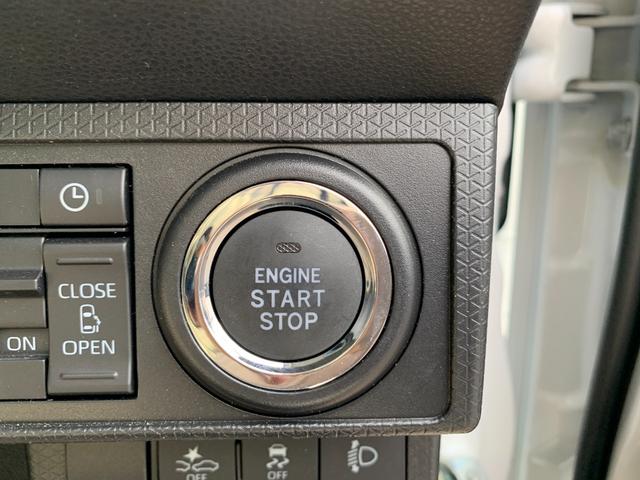 ENGINE
START
STOP
CLOSE
OPEN
ON
OFF
OFF